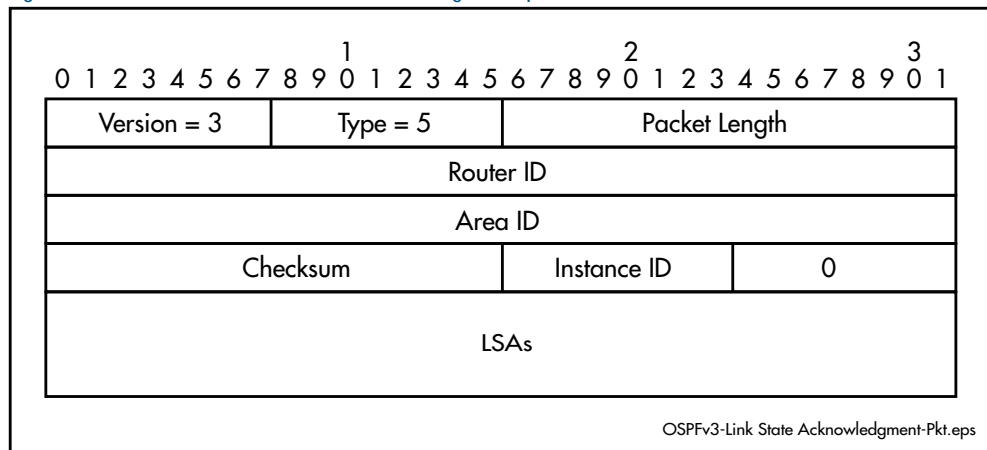 1 2 3
0 1 2 3 4 5 6 7 8 9 0 1 2 3 4 5 6 7 8 9 0 1 2 3 4 5 6 7 8 9 0 1
Version = 3 Type = 5 Packet Length
Router ID
Area ID
Checksum Instance ID 0
LSAs
OSPFv3-Link State Acknowledgment-Pkt.eps